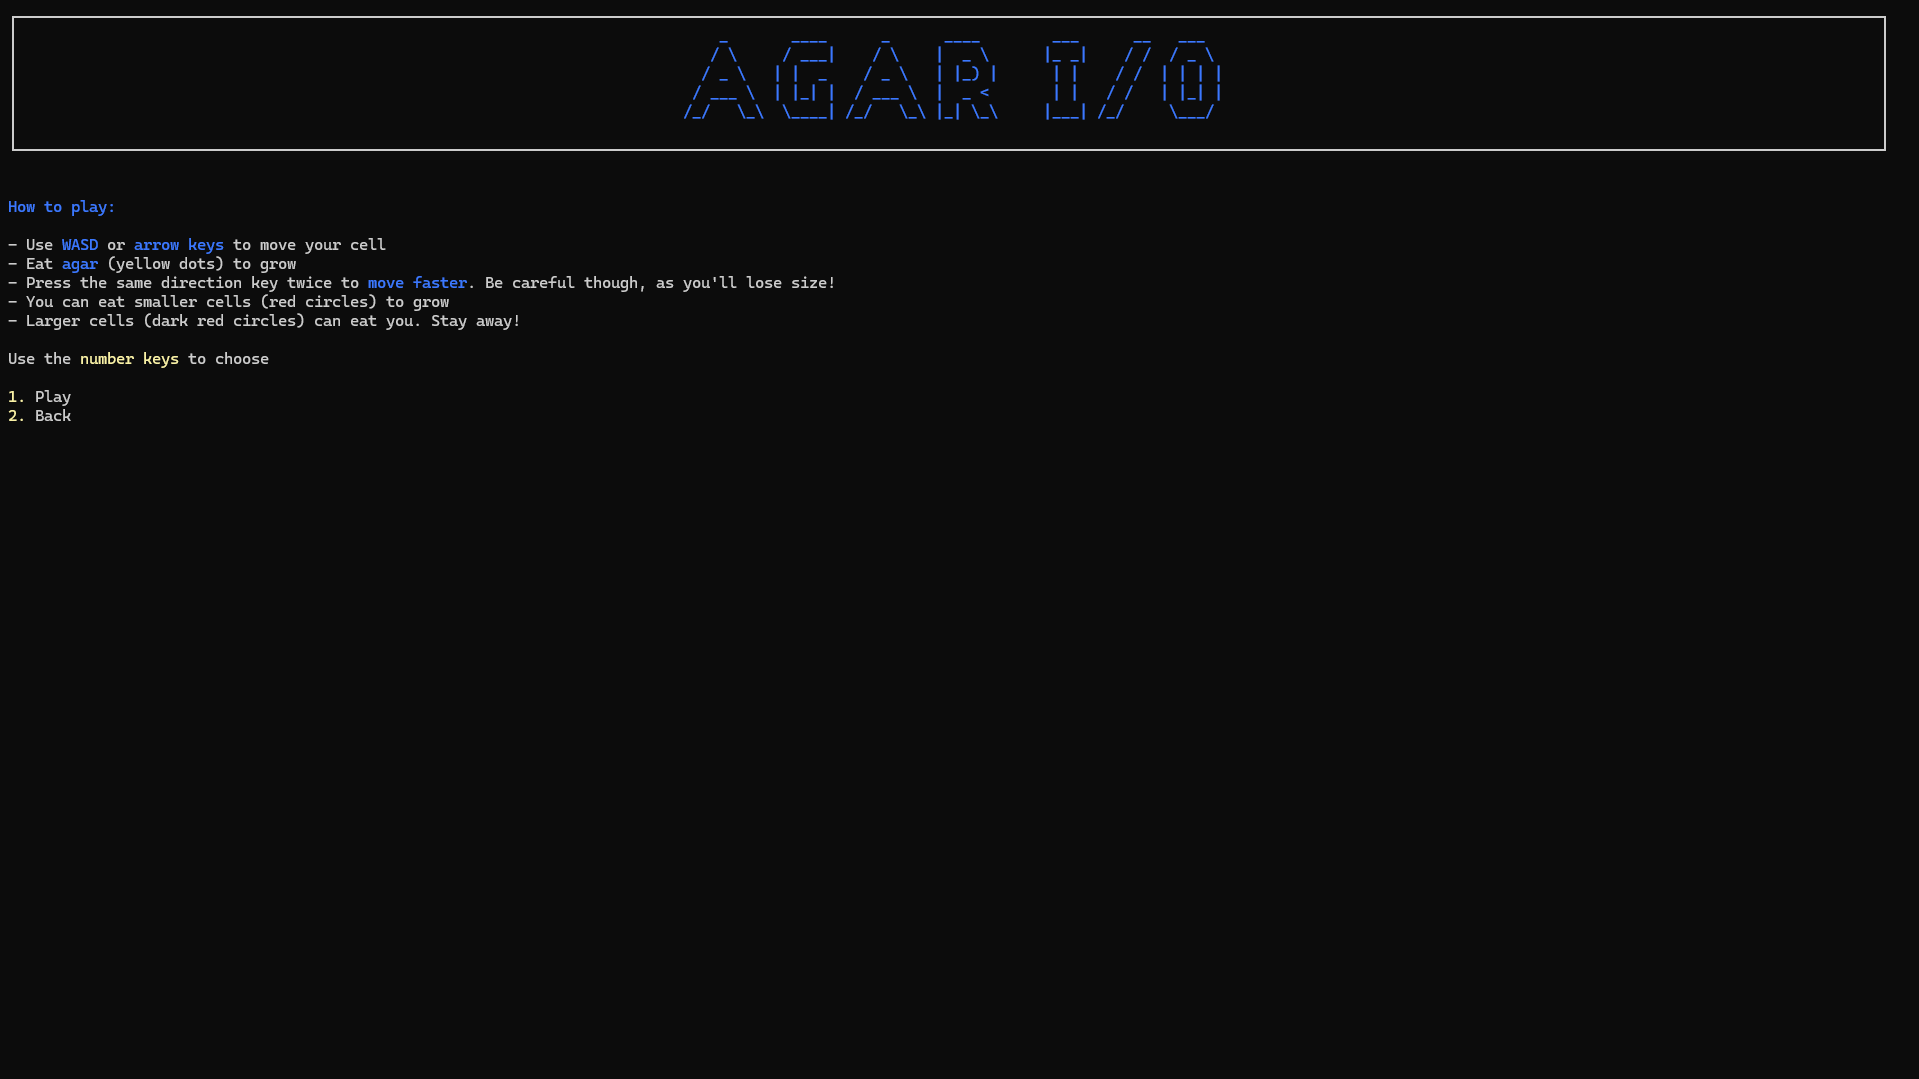 AGAR I/O
How to play:
- Use WASD or arrow keys to move your cell
- Eat agar (yellow dots) to grow
- Press the same direction key twice to move faster. Be careful though, as you'll lose size!
- You can eat smaller cells (red circles) to grow
- Larger cells (dark red circles) can eat you. Stay away!
Use the number keys to choose
1. Play
2. Back